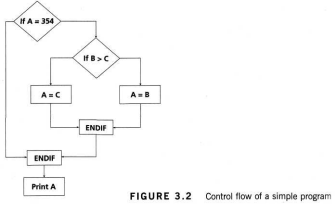 If A = 354
If B > C
A = C
A = B
ENDIF
ENDIF
Print A
FIGURE 3.2 Control flow of a simple program